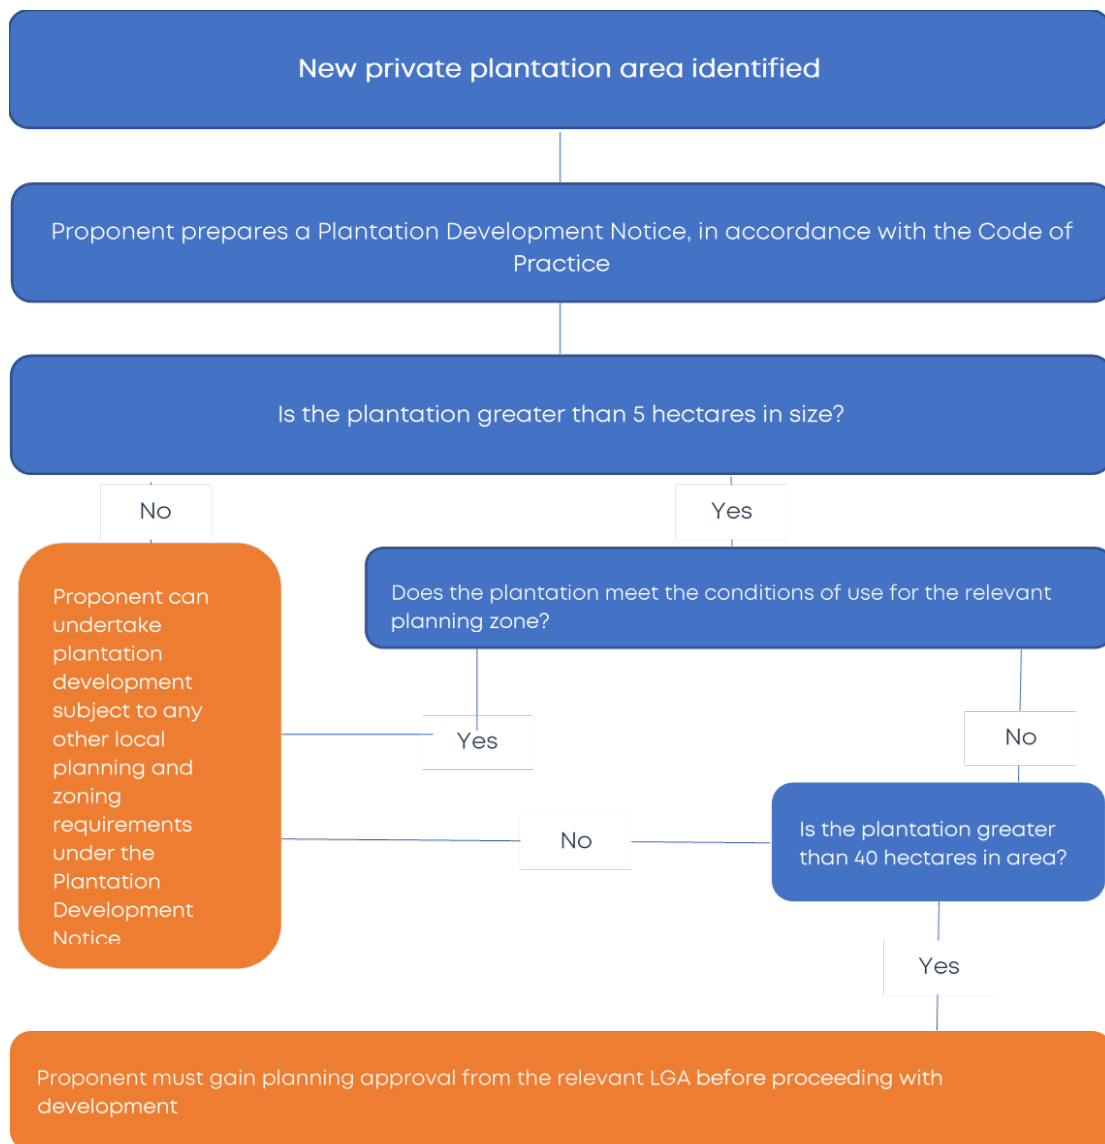 New private plantation area identified
Proponent prepares a Plantation Development Notice, in accordance with the Code of
Practice
Is the plantation greater than 5 hectares in size?
No
Yes
Proponent can
undertake
plantation
development
subject to any
other local
planning and
zoning
requirements
under the
Plantation
Development
Notice
Does the plantation meet the conditions of use for the relevant
planning zone?
Yes
No
No
Is the plantation greater
than 40 hectares in area?
Yes
Proponent must gain planning approval from the relevant LGA before proceeding with
development